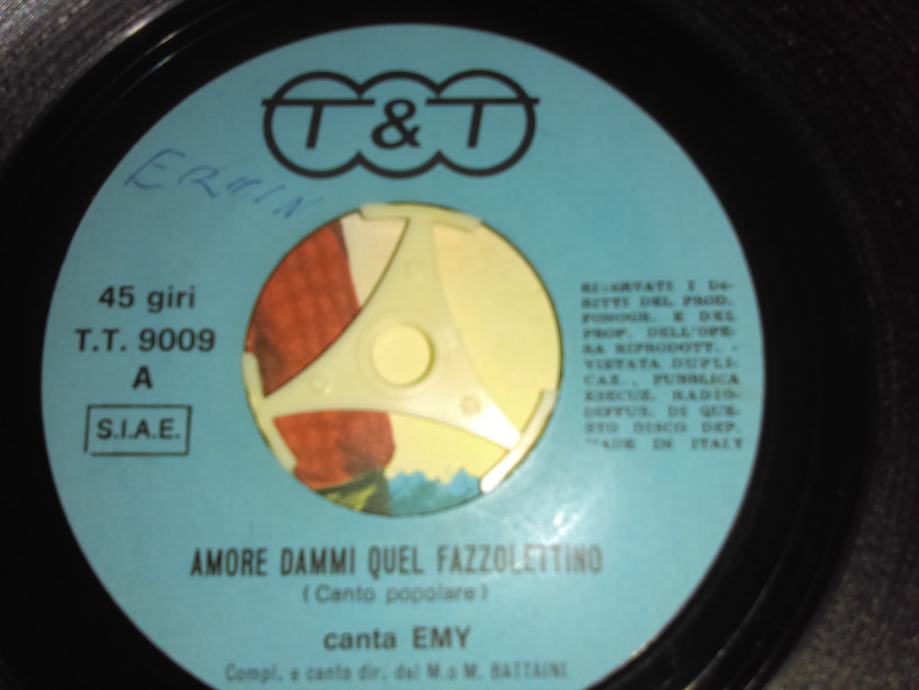 T & T
45 giri
T.T. 9009
A
S.I.A.E.
RISERVATI I DI-
RITTI DEL PROD.
FONOGR. E DEL
PROP. DELL'OPE-
RA RIPRODOTT. -
VIETATA DUPLI-
CAZ., PUBBLICA
ESECUZ. RADIO-
DIFFUS. DI QUE-
STO DISCO DEP.
MADE IN ITALY
AMORE DAMMI QUEL FAZZOLETTINO
(Canto popolare)
canta EMY
Compl. e canto dir. dal M.o M. BATTAINI